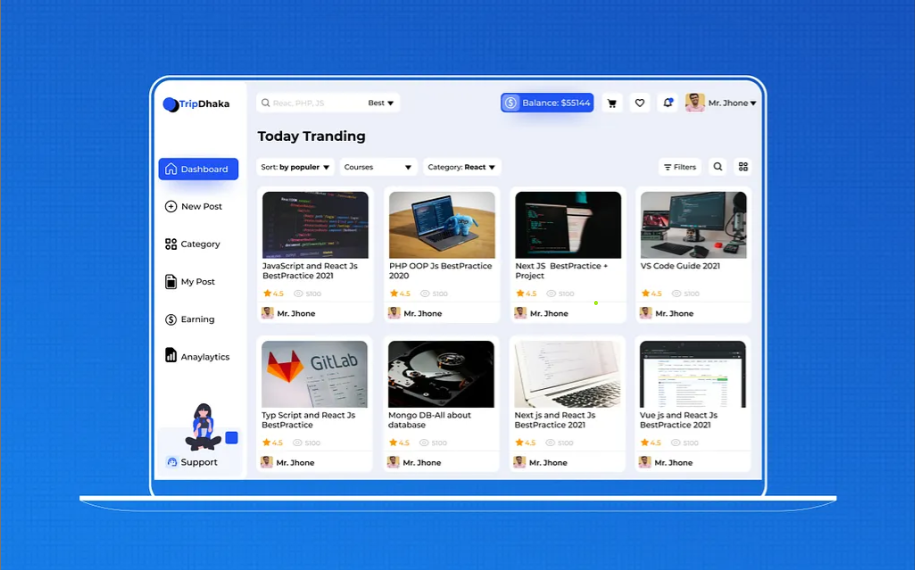 TripDhaka
Reac, PHP, JS
Best
Balance: $55144
Mr. Jhone
Today Tranding
Dashboard
Sort: by populer
Courses
Category: React
Filters
New Post
Category
My Post
Earning
Anaylaytics
Support
JavaScript and React Js
BestPractice 2021
4.5
5100
Mr. Jhone
PHP OOP Js BestPractice
2020
4.5
5100
Mr. Jhone
Next JS BestPractice +
Project
4.5
5100
Mr. Jhone
VS Code Guide 2021
4.5
5100
Mr. Jhone
GitLab
Typ Script and React Js
BestPractice
4.5
5100
Mr. Jhone
Mongo DB-All about
database
4.5
5100
Mr. Jhone
Next js and React Js
BestPractice 2021
4.5
5100
Mr. Jhone
Vue js and React Js
BestPractice 2021
4.5
5100
Mr. Jhone